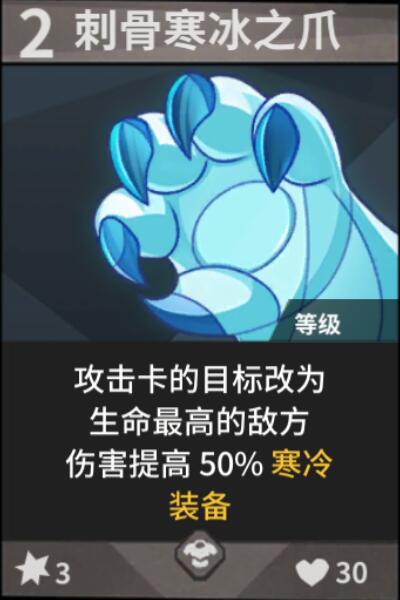 2 刺骨寒冰之爪
等级
攻击卡的目标改为
生命最高的敌方
伤害提高 50% 寒冷
装备
3 30